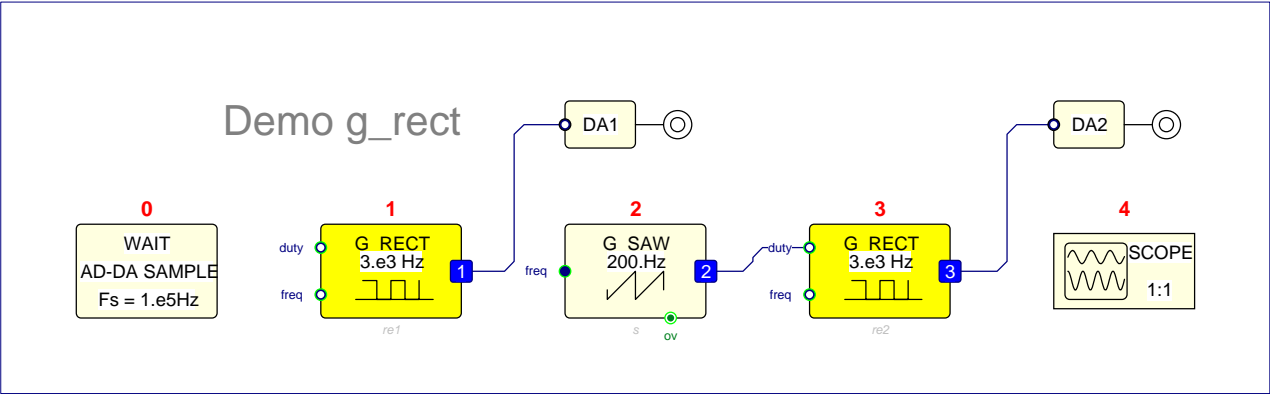 Demo g_rect
DA1
DA2
0
1
2
3
4
WAIT
AD-DA SAMPLE
Fs = 1.e5Hz
duty
freq
G_RECT
3.e3 Hz
1
re1
freq
G_SAW
200.Hz
2
s
ov
duty
freq
G_RECT
3.e3 Hz
3
re2
SCOPE
1:1